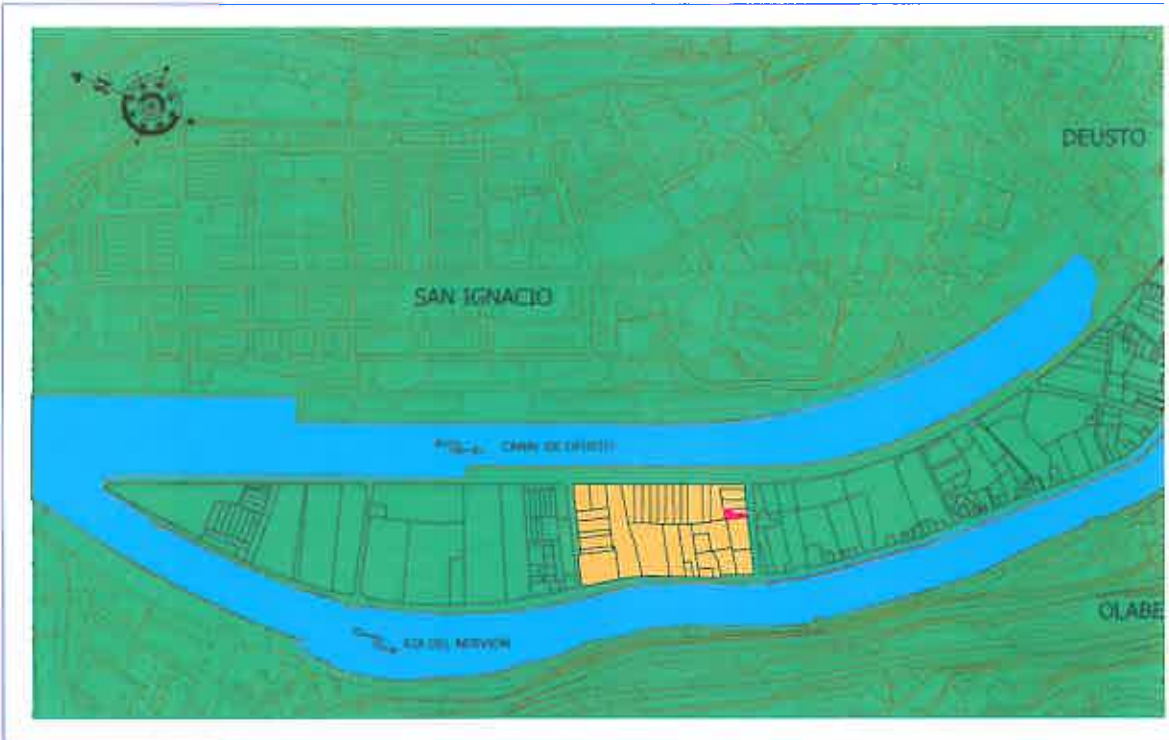 DEUSTO
SAN IGNACIO
CANAL DE DEUSTO
OLABE
RIA DEL NERVION